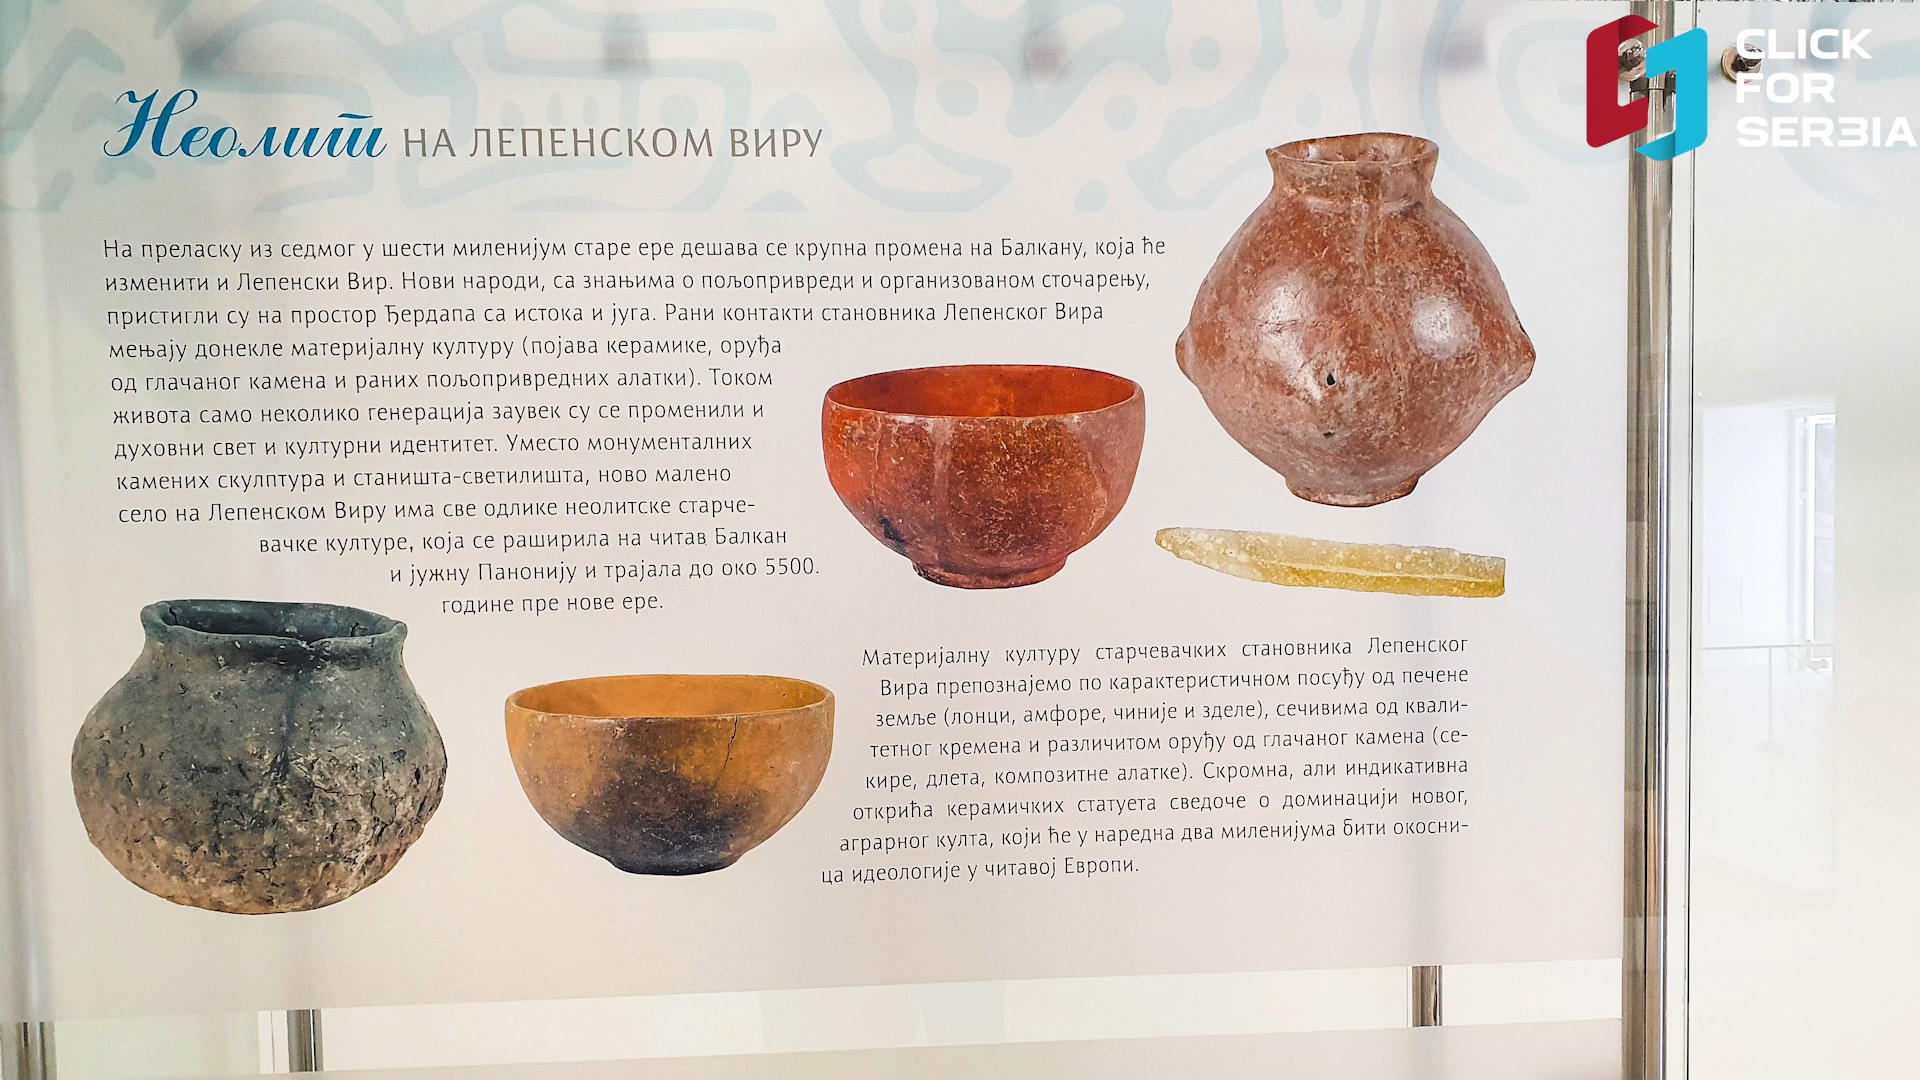 Неолит НА ЛЕПЕНСКОМ ВИРУ
На преласку из седмог у шести миленијум старе ере дешава се крупна промена на Балкану, која ће
изменити и Лепенски Вир. Нови народи, са знањима о пољопривреди и организованом сточарењу,
пристигли су на простор Ђердапа са истока и југа. Рани контакти становника Лепенског Вира
мењају донекле материјалну културу (појава керамике, оруђа
од глачаног камена и раних пољопривредних алатки). Током
живота само неколико генерација заувек су се променили и
духовни свет и културни идентитет. Уместо монументалних
камених скулптура и станишта-светилишта, ново малено
село на Лепенском Виру има све одлике неолитске старче-
вачке културе, која се раширила на читав Балкан
и јужну Панонију и трајала до око 5500.
године пре нове ере.
Материјалну културу старчевачких становника Лепенског
Вира препознајемо по карактеристичном посуђу од печене
земље (лонци, амфоре, чиније и зделе), сечивима од квали-
тетног кремена и различитом оруђу од глачаног камена (се-
кире, длета, композитне алатке). Скромна, али индикативна
открића керамичких статуета сведоче о доминацији новог,
аграрног култа, који ће у наредна два миленијума бити окосни-
ца идеологије у читавој Европи.
CLICK
FOR
SERBIA